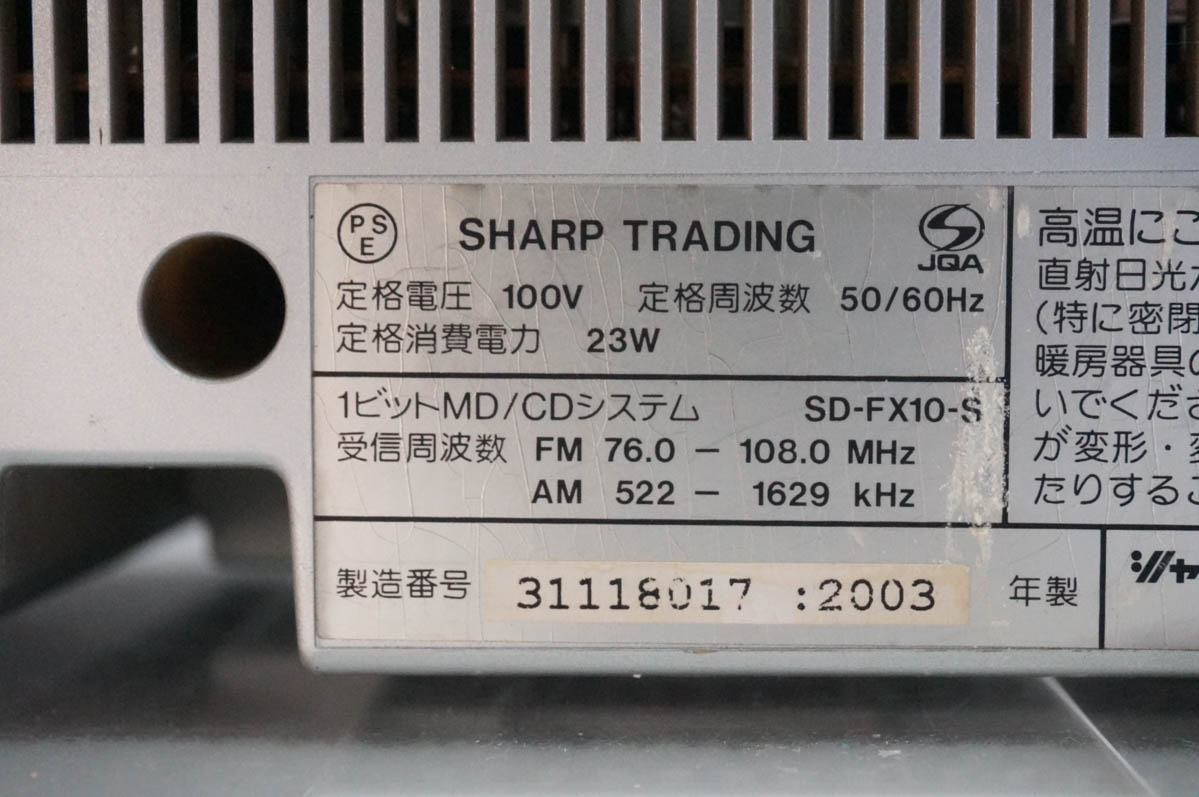 PSE SHARP TRADING JQA
定格電圧 100V 定格周波数 50/60Hz
定格消費電力 23W
1ビットMD/CDシステム SD-FX10-S
受信周波数 FM 76.0 - 108.0 MHz
AM 522 - 1629 kHz
製造番号 31118017 :2003 年製
高温にこ
直射日光が
(特に密閉
暖房器具の
いでくださ
が変形・変
たりするこ
シャ